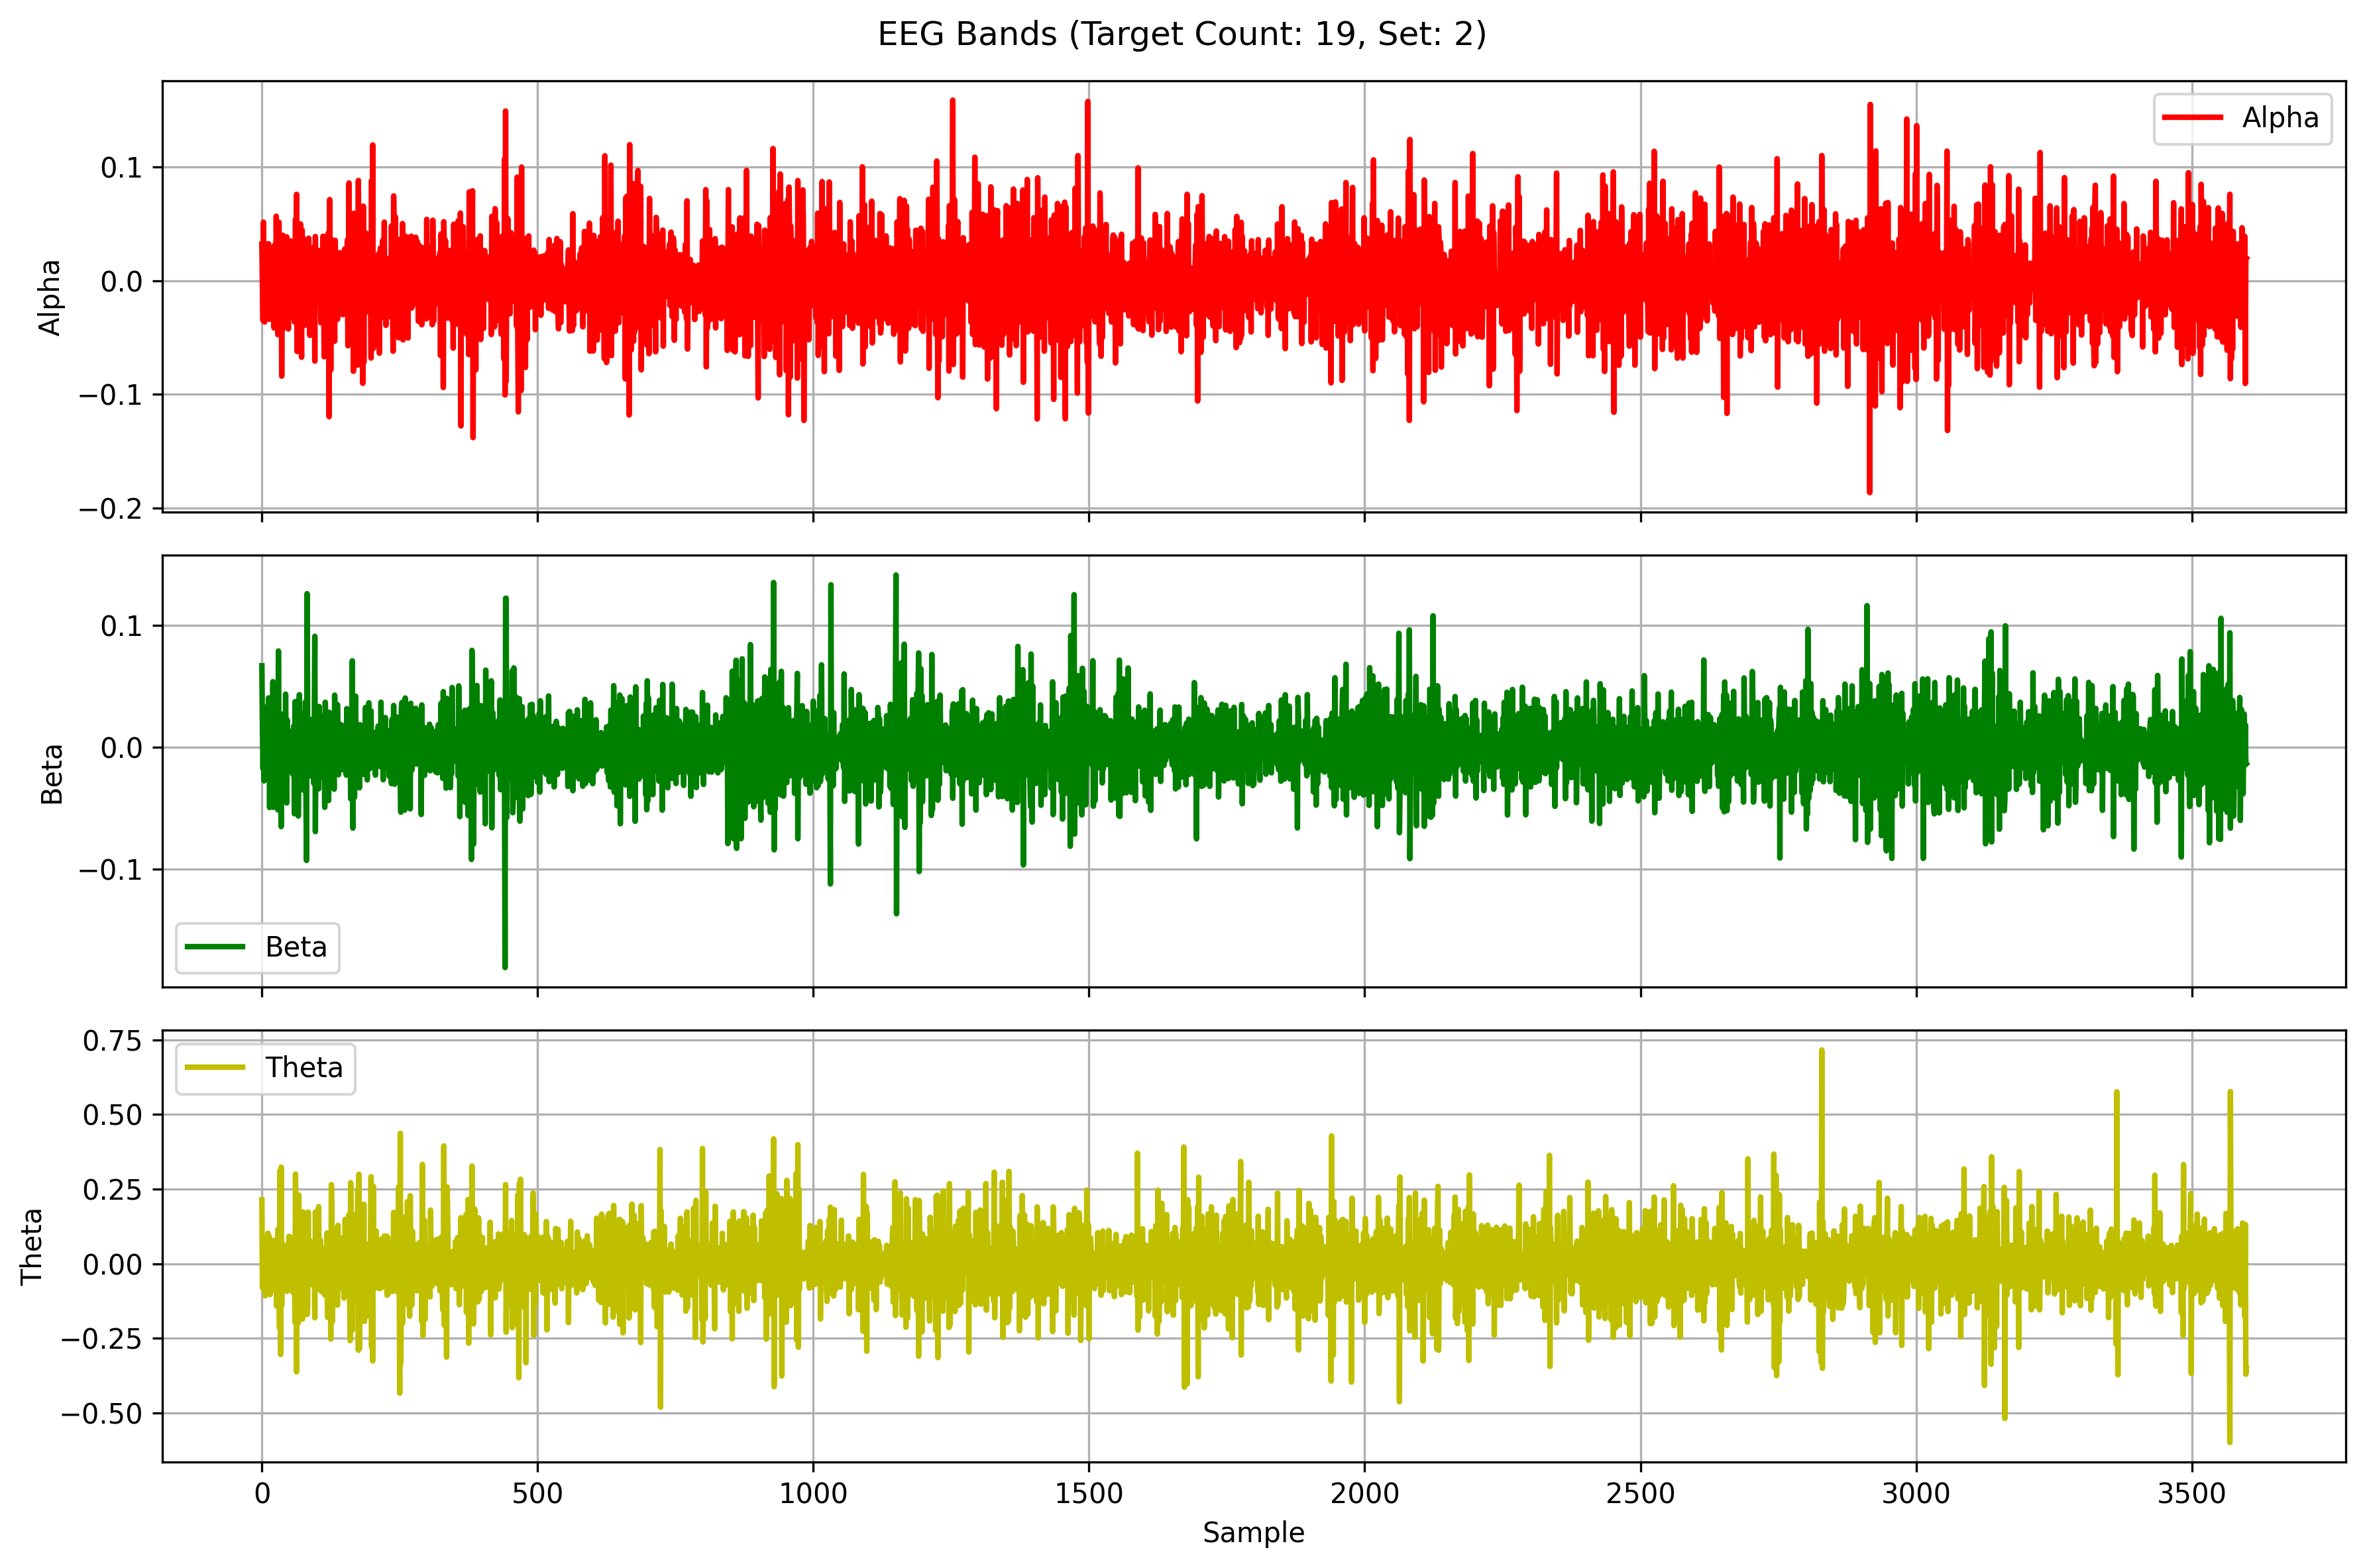 EEG Bands (Target Count: 19, Set: 2)
Alpha
0.1
0.0
−0.1
−0.2
Alpha
Beta
0.1
0.0
−0.1
Beta
Theta
0.75
0.50
0.25
0.00
−0.25
−0.50
Theta
0 500 1000 1500 2000 2500 3000 3500
Sample